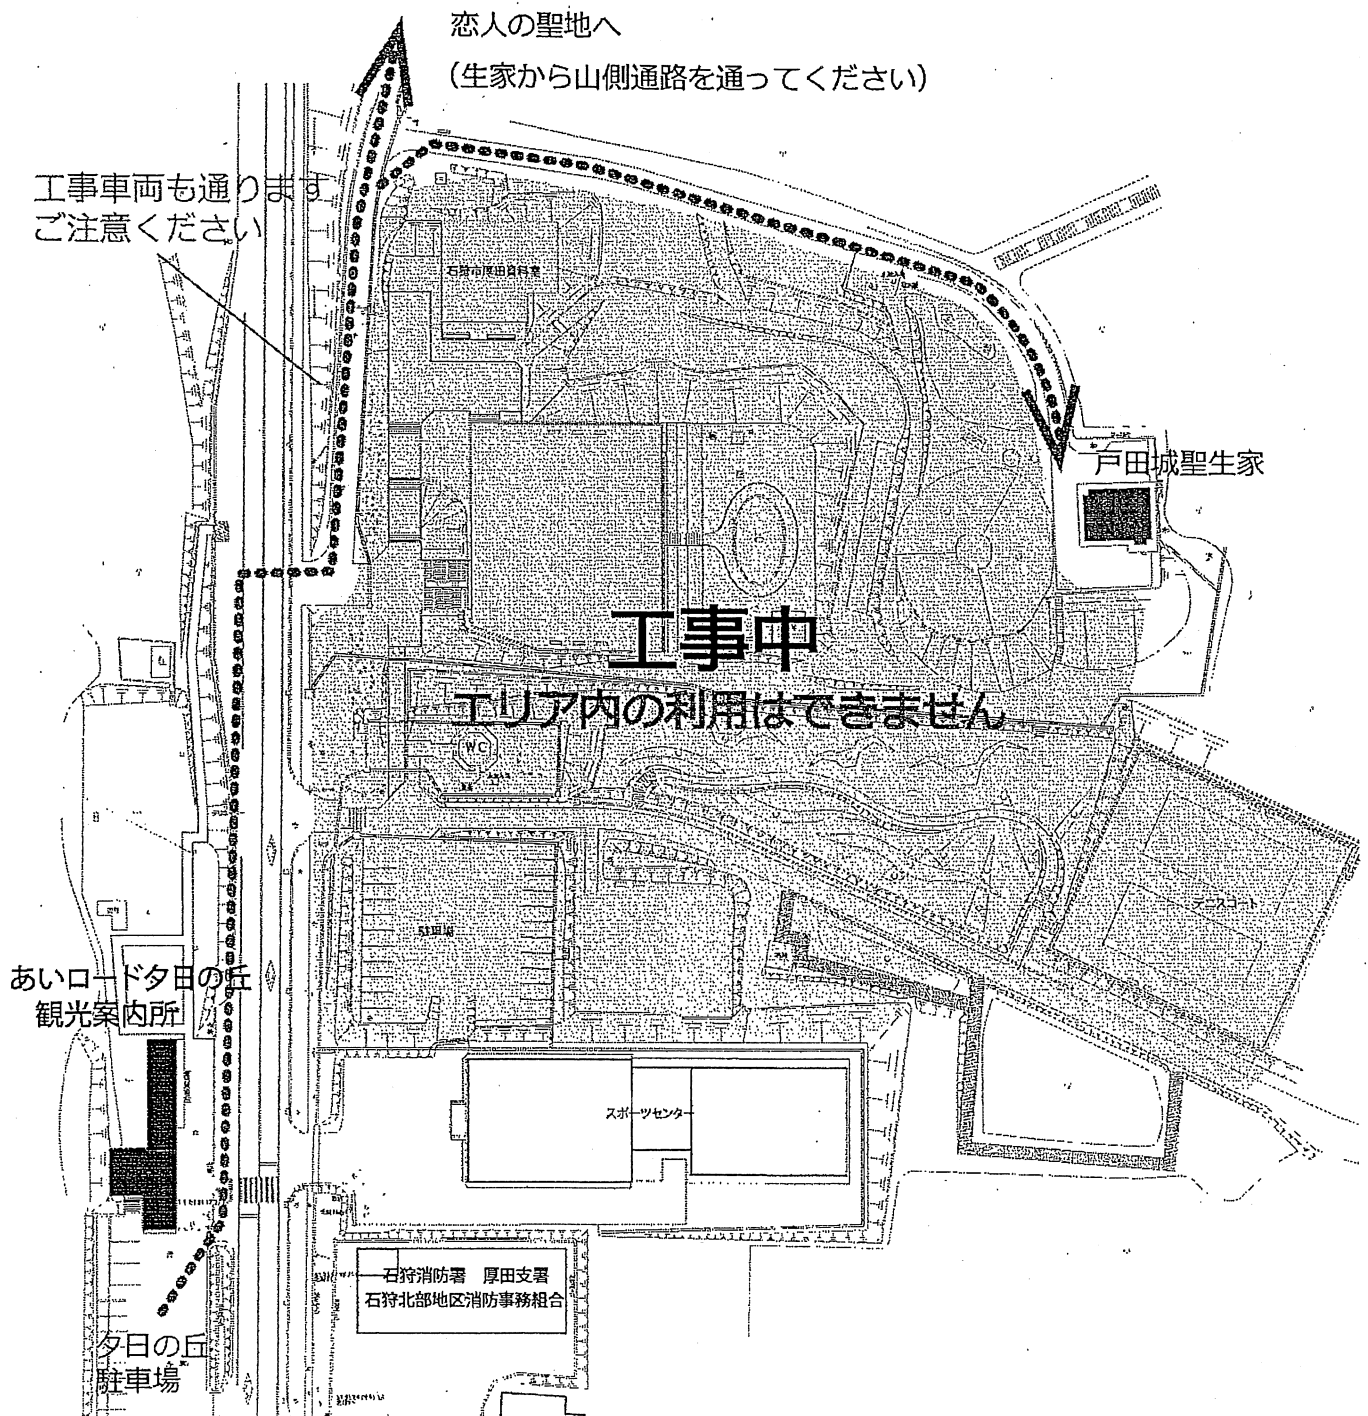 恋人の聖地へ
（生家から山側通路を通ってください）
工事車両も通ります
ご注意ください
石狩市厚田資料室
戸田城聖生家
工事中
エリア内の利用はできません
WC
テニスコート
駐車場
あいロード夕日の丘
観光案内所
スポーツセンター
石狩消防署　厚田支署
石狩北部地区消防事務組合
夕日の丘
駐車場